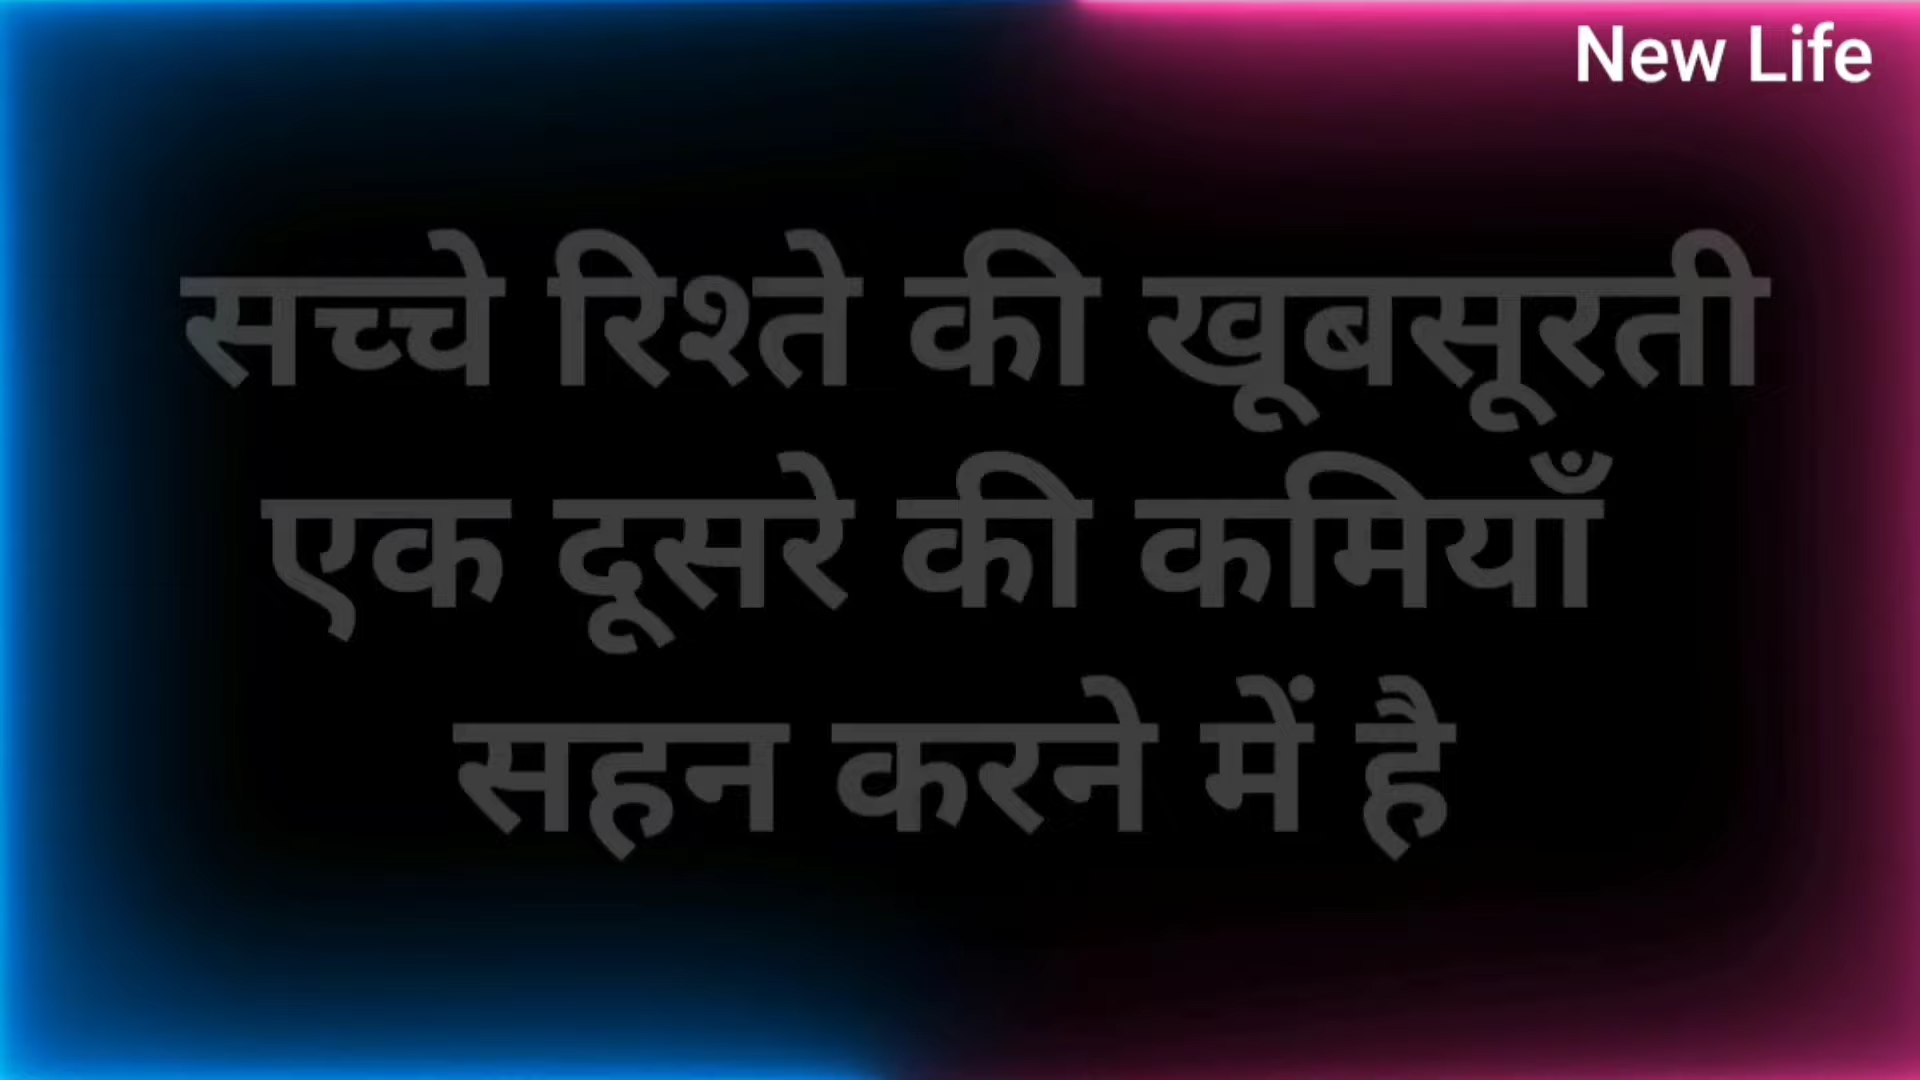 New Life
सच्चे रिश्ते की खूबसूरती
एक दूसरे की कमियाँ
सहन करने में है